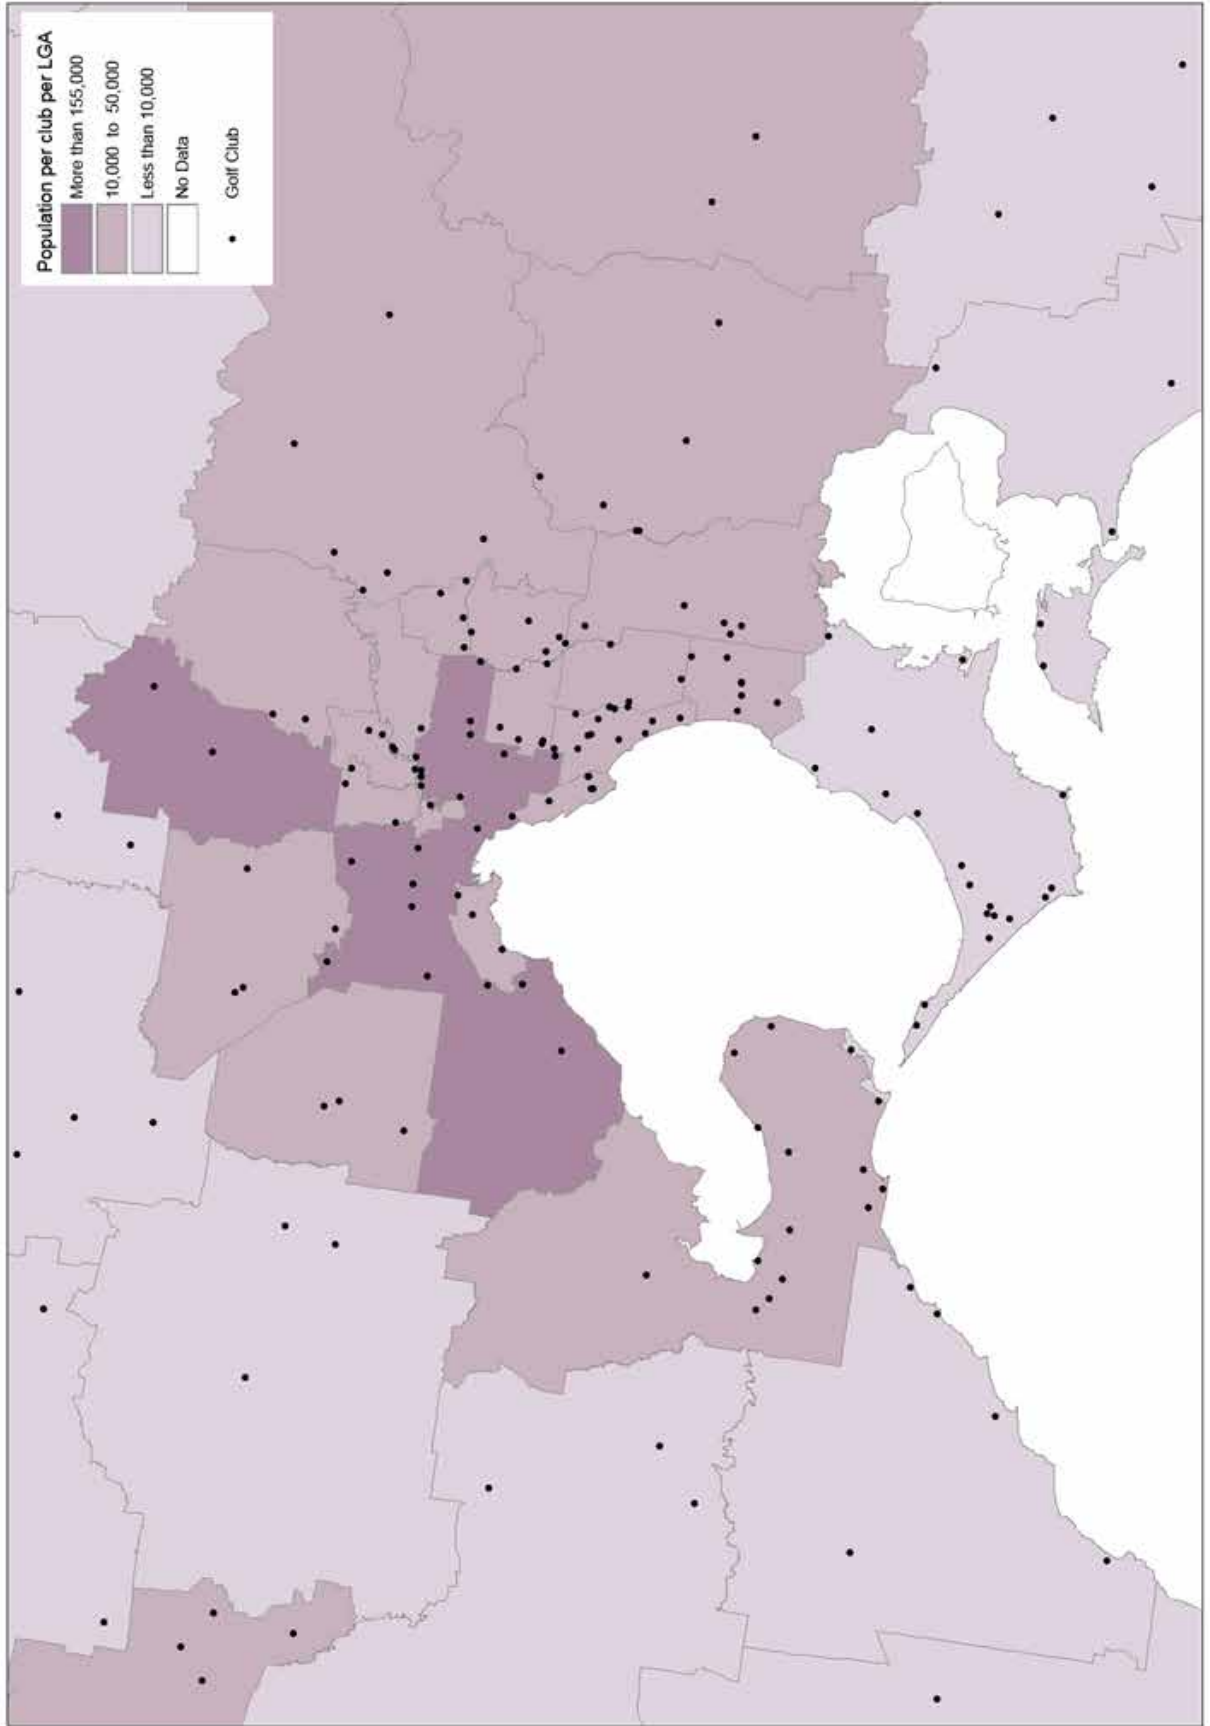 Population per club per LGA
More than 155,000
10,000 to 50,000
Less than 10,000
No Data
Golf Club